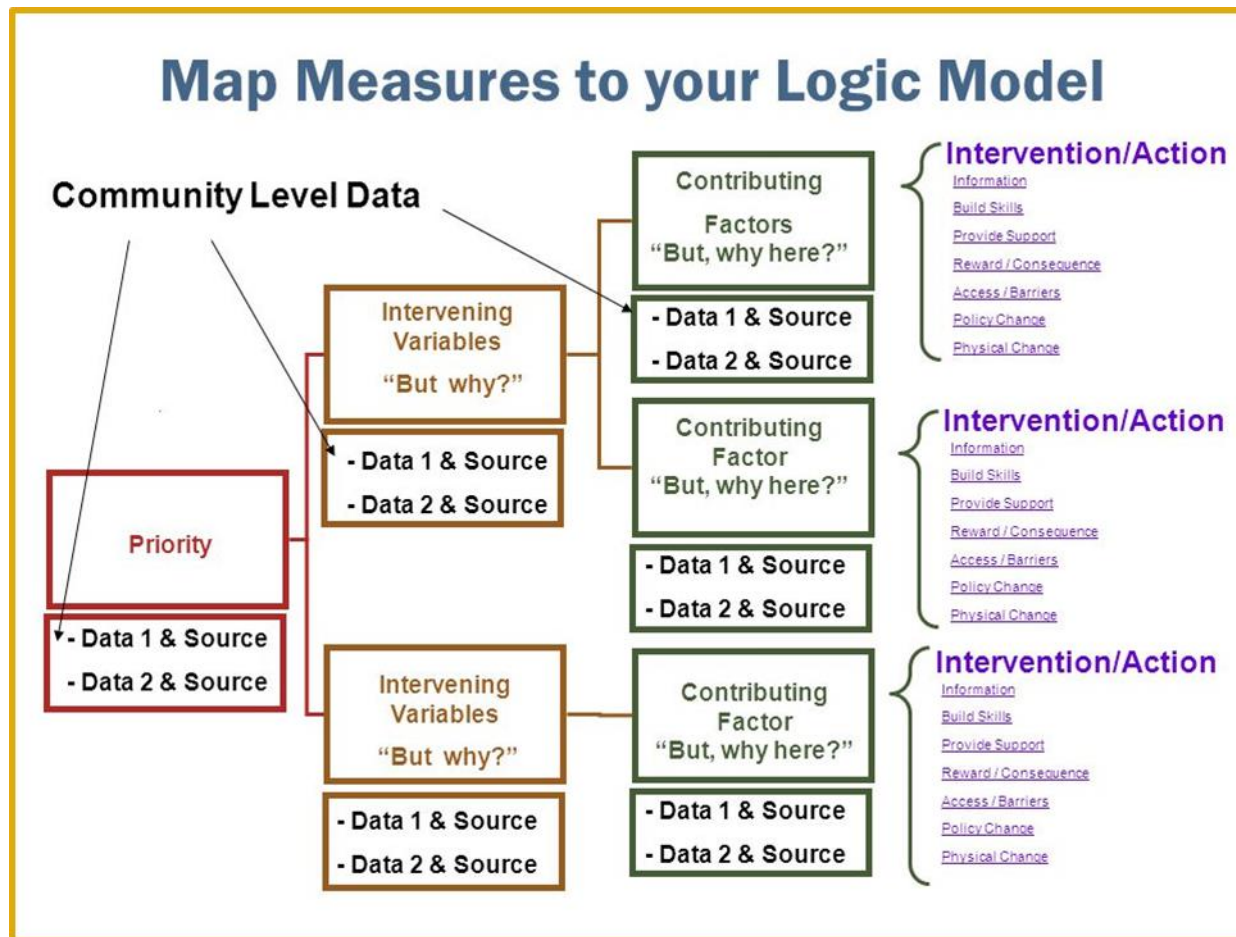 Map Measures to your Logic Model
Community Level Data
Priority
- Data 1 & Source
- Data 2 & Source
Intervening
Variables
“But why?”
- Data 1 & Source
- Data 2 & Source
Intervening
Variables
“But why?”
- Data 1 & Source
- Data 2 & Source
Contributing
Factors
“But, why here?”
- Data 1 & Source
- Data 2 & Source
Contributing
Factor
“But, why here?”
- Data 1 & Source
- Data 2 & Source
Contributing
Factor
“But, why here?”
- Data 1 & Source
- Data 2 & Source
Intervention/Action
Information
Build Skills
Provide Support
Reward / Consequence
Access / Barriers
Policy Change
Physical Change
Intervention/Action
Information
Build Skills
Provide Support
Reward / Consequence
Access / Barriers
Policy Change
Physical Change
Intervention/Action
Information
Build Skills
Provide Support
Reward / Consequence
Access / Barriers
Policy Change
Physical Change